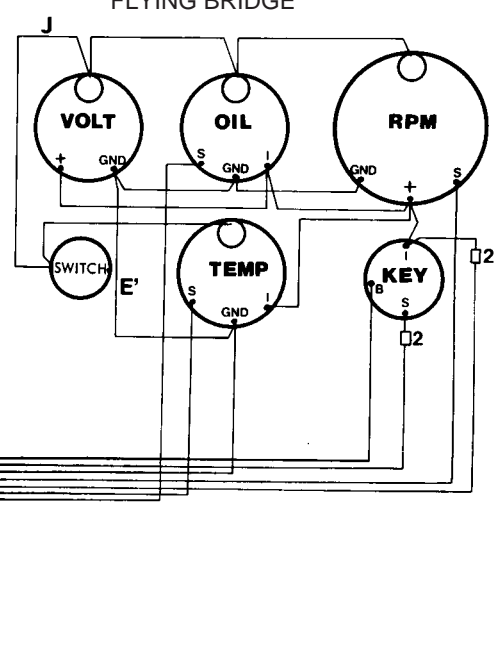 FLYING BRIDGE
J
VOLT
OIL
RPM
+
GND
S
GND
I
GND
+
S
SWITCH
E'
TEMP
S
GND
I
I
KEY
B
S
2
2